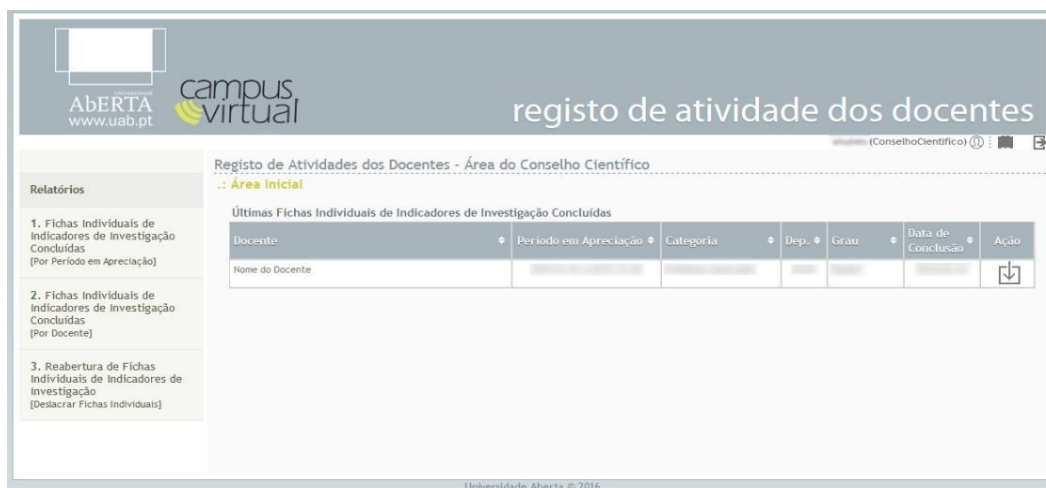 UNIVERSIDADE
AbERTA
www.uab.pt
campus
virtual
registo de atividade dos docentes
(ConselhoCientifico)
Registo de Atividades dos Docentes - Área do Conselho Científico
.: Área Inicial
Relatórios
1. Fichas Individuais de
Indicadores de Investigação
Concluídas
[Por Período em Apreciação]
2. Fichas Individuais de
Indicadores de Investigação
Concluídas
[Por Docente]
3. Reabertura de Fichas
Individuais de Indicadores de
Investigação
[Deslacrar Fichas Individuais]
Últimas Fichas Individuais de Indicadores de Investigação Concluídas
Docente Período em Apreciação Categoria Dep. Grau Data de
Conclusão Ação
Nome do Docente
Universidade Aberta © 2016